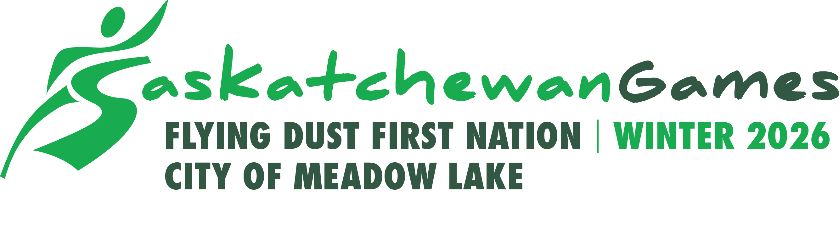 SaskatchewanGames
FLYING DUST FIRST NATION | WINTER 2026
CITY OF MEADOW LAKE